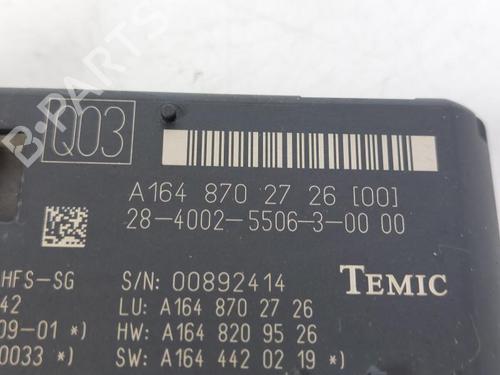 Q03
B-PARTS
A164 870 27 26 [00]
28-4002-5506-3-00 00
HFS-SG S/N: 00892414 TEMIC
42 LU: A164 870 27 26
09-01 *) HW: A164 820 95 26
0033 *) SW: A164 442 02 19 *)